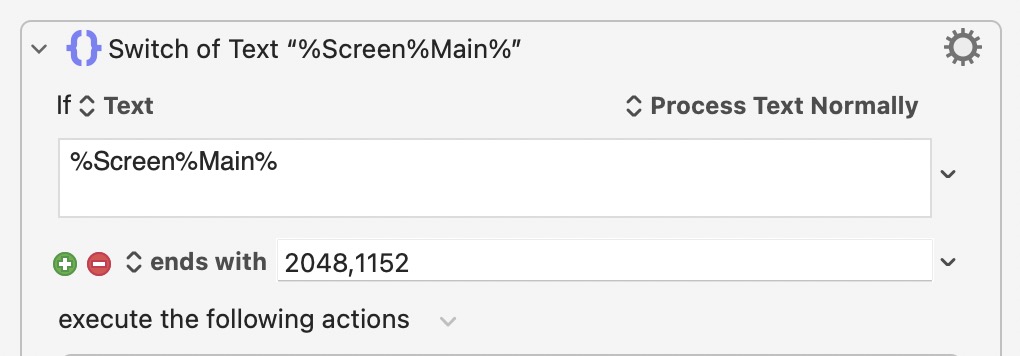 Switch of Text “%Screen%Main%”
If Text Process Text Normally
%Screen%Main%
ends with 2048,1152
execute the following actions